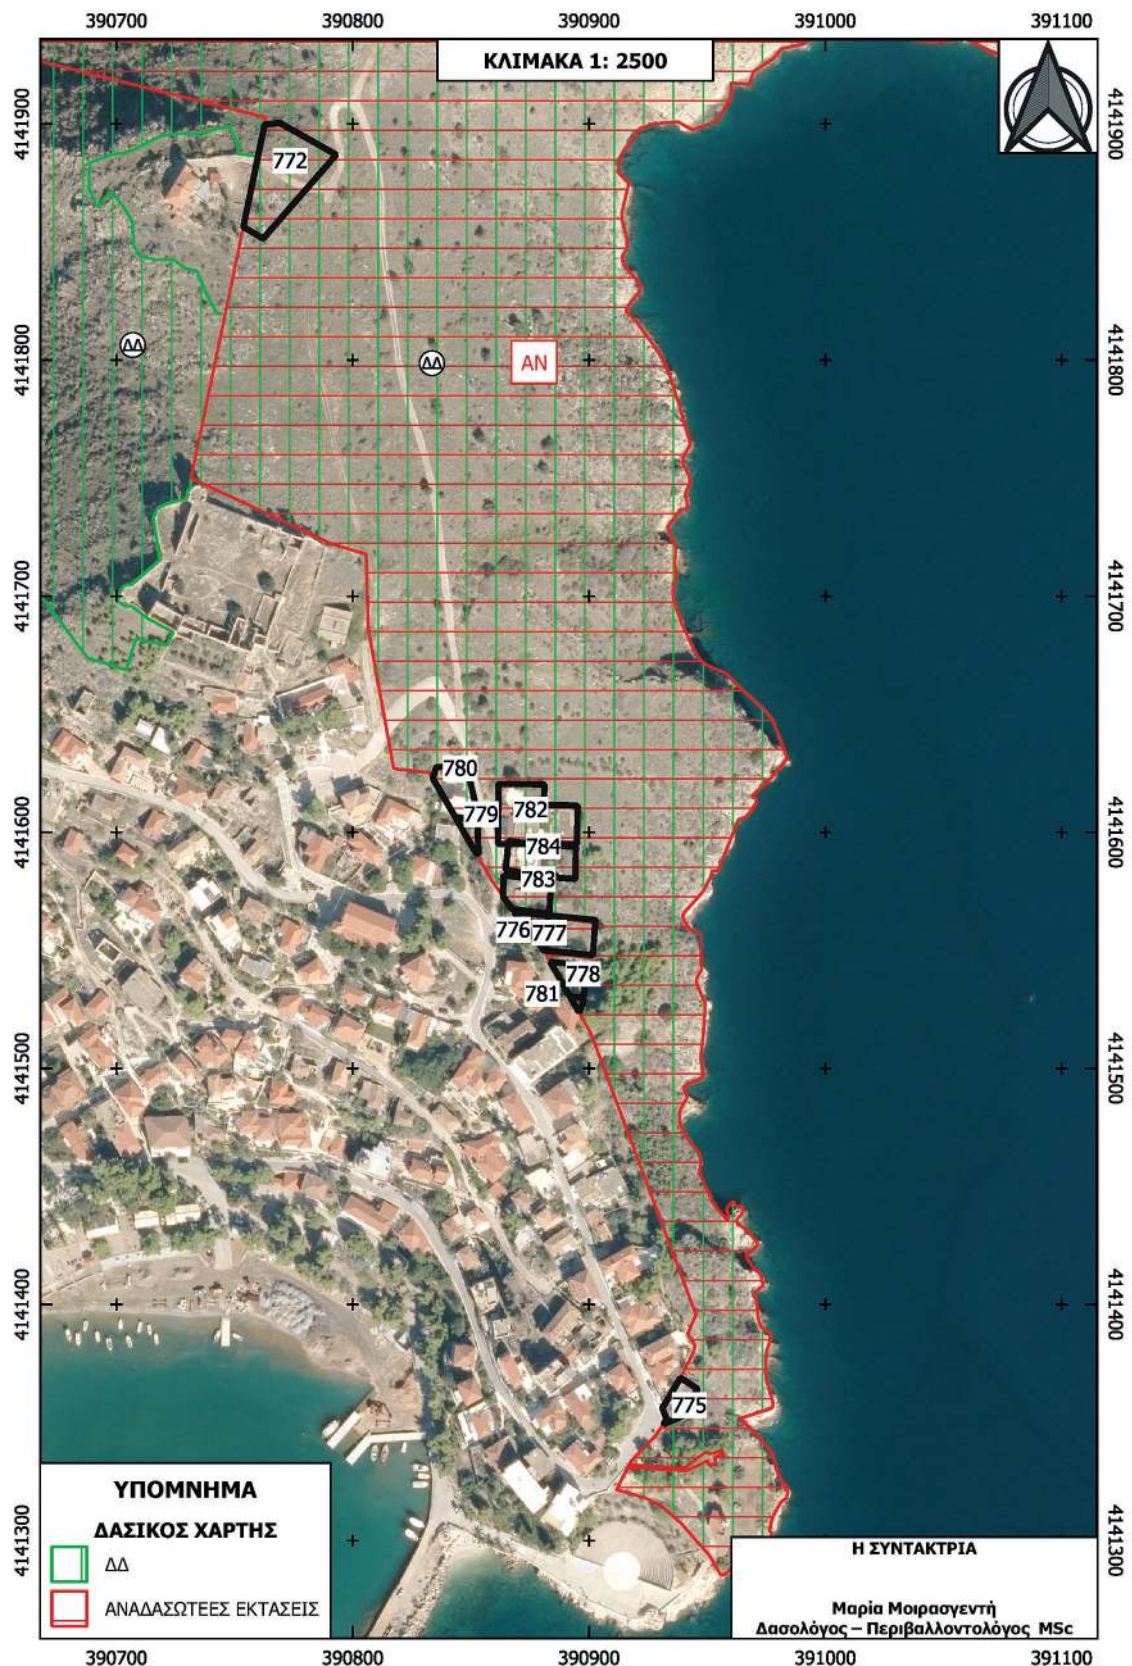 390700 390800 390900 391000 391100
ΚΛΙΜΑΚΑ 1: 2500
4141900 4141900
772
ΔΔ ΔΔ ΑΝ
4141800 4141800
4141700 4141700
780
779 782
4141600 4141600
784
783
776 777
778
781
4141500 4141500
4141400 4141400
775
4141300 4141300
ΥΠΟΜΝΗΜΑ
ΔΑΣΙΚΟΣ ΧΑΡΤΗΣ
ΔΔ
ΑΝΑΔΑΣΩΤΕΕΣ ΕΚΤΑΣΕΙΣ
Η ΣΥΝΤΑΚΤΡΙΑ
Μαρία Μοιρασγεντή
Δασολόγος – Περιβαλλοντολόγος MSc
390700 390800 390900 391000 391100